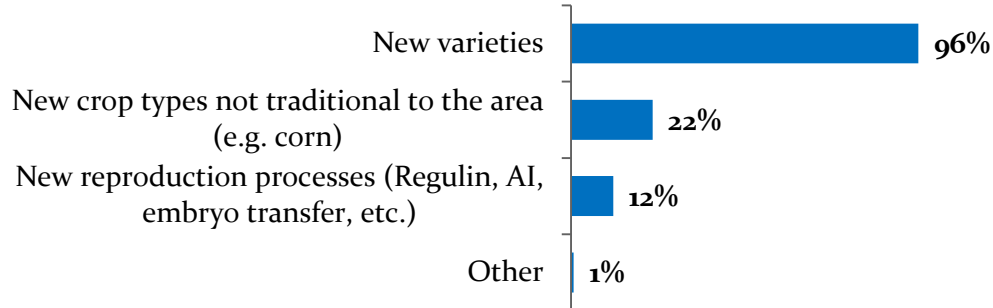 New varieties 96%
New crop types not traditional to the area
(e.g. corn) 22%
New reproduction processes (Regulin, AI,
embryo transfer, etc.) 12%
Other 1%